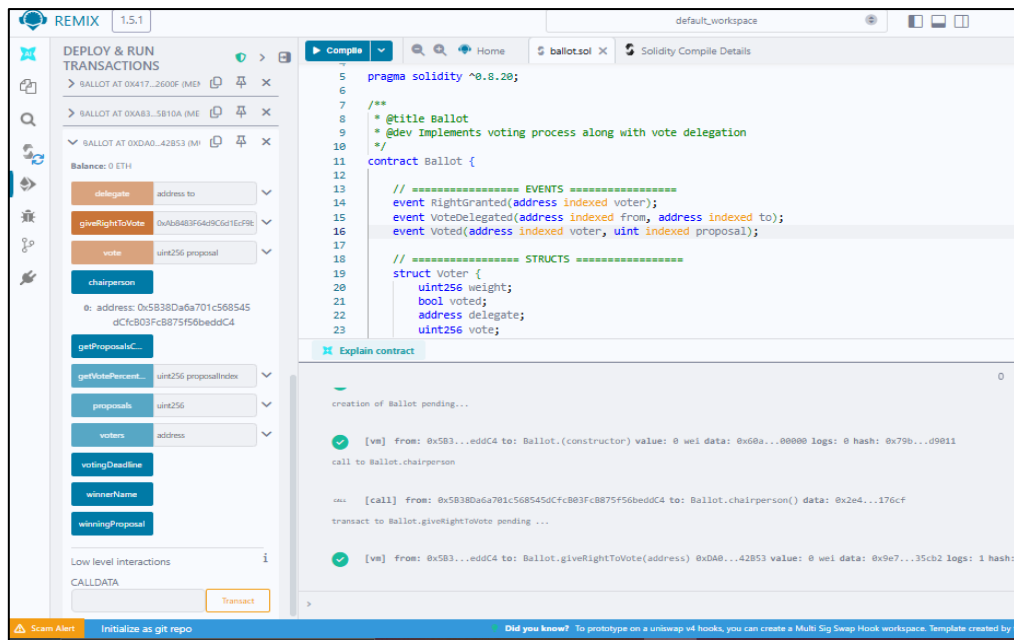 REMIX 1.5.1
default_workspace
DEPLOY & RUN
TRANSACTIONS
BALLOT AT 0X417...2600F (MEM
BALLOT AT 0XA83...5B10A (ME
BALLOT AT 0XDA0...42B53 (M
Balance: 0 ETH
delegate address to
giveRightToVote 0xAb8483F64d9C6d1EcF9b
vote uint256 proposal
chairperson
0: address: 0x5B38Da6a701c568545
dCfcB03FcB875f56beddC4
getProposalsC...
getVotePercent... uint256 proposalIndex
proposals uint256
voters address
votingDeadline
winnerName
winningProposal
Low level interactions i
CALLDATA
Transact
Compile Home ballot.sol Solidity Compile Details
5 pragma solidity ^0.8.20;
6
7 /**
8 * @title Ballot
9 * @dev Implements voting process along with vote delegation
10 */
11 contract Ballot {
12
13 // ================= EVENTS =================
14 event RightGranted(address indexed voter);
15 event VoteDelegated(address indexed from, address indexed to);
16 event Voted(address indexed voter, uint indexed proposal);
17
18 // ================= STRUCTS =================
19 struct Voter {
20 uint256 weight;
21 bool voted;
22 address delegate;
23 uint256 vote;
Explain contract
0
creation of Ballot pending...
[vm] from: 0x5B3...eddC4 to: Ballot.(constructor) value: 0 wei data: 0x60a...00000 logs: 0 hash: 0x79b...d9011
call to Ballot.chairperson
CALL [call] from: 0x5B38Da6a701c568545dCfcB03FcB875f56beddC4 to: Ballot.chairperson() data: 0x2e4...176cf
transact to Ballot.giveRightToVote pending ...
[vm] from: 0x5B3...eddC4 to: Ballot.giveRightToVote(address) 0xDA0...42B53 value: 0 wei data: 0x9e7...35cb2 logs: 1 hash:
>
Scam Alert Initialize as git repo Did you know? To prototype on a uniswap v4 hooks, you can create a Multi Sig Swap Hook workspace. Template created by